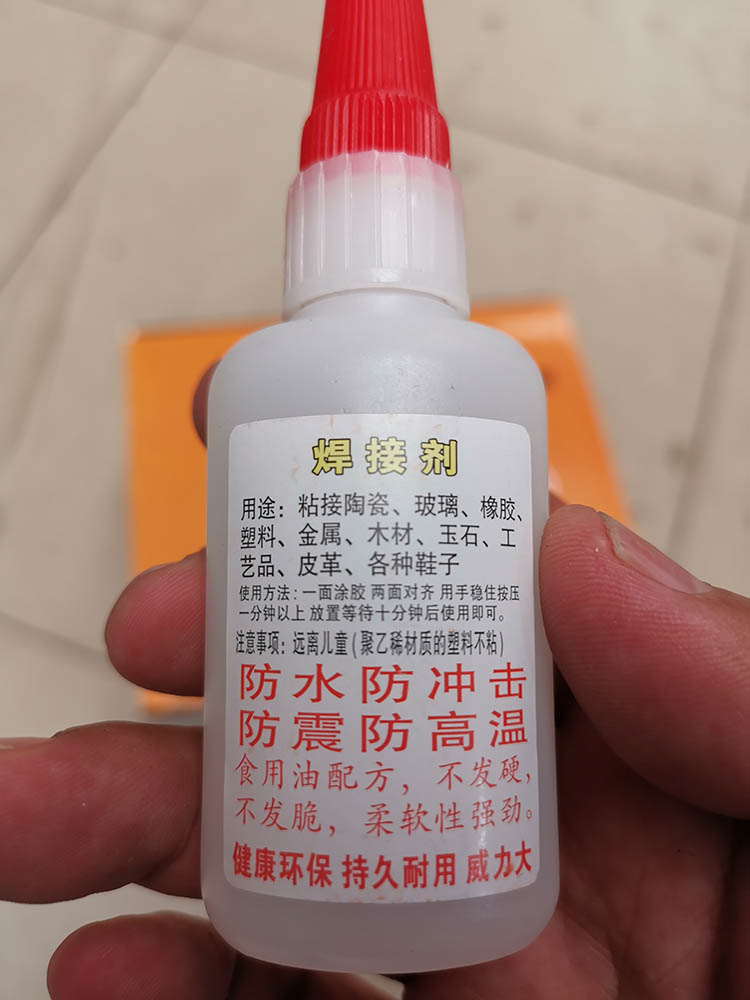 焊接剂
用途：粘接陶瓷、玻璃、橡胶、
塑料、金属、木材、玉石、工
艺品、皮革、各种鞋子
使用方法：一面涂胶 两面对齐 用手稳住按压
一分钟以上 放置等待十分钟后使用即可。
注意事项：远离儿童(聚乙稀材质的塑料不粘)
防水防冲击
防震防高温
食用油配方，不发硬，
不发脆，柔软性强劲。
健康环保 持久耐用 威力大